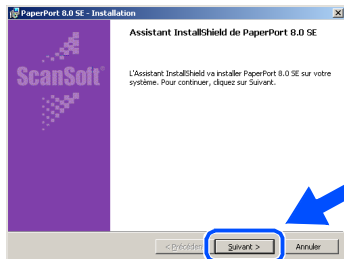 PaperPort 8.0 SE - Installation
Assistant InstallShield de PaperPort 8.0 SE
ScanSoft®
L'Assistant InstallShield va installer PaperPort 8.0 SE sur votre
système. Pour continuer, cliquez sur Suivant.
< Précéden
Suivant >
Annuler